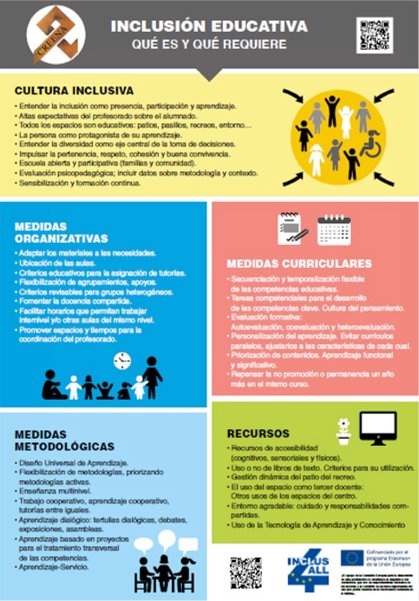 CREENA
INCLUSIÓN EDUCATIVA
QUÉ ES Y QUÉ REQUIERE
CULTURA INCLUSIVA
• Entender la inclusión como presencia, participación y aprendizaje.
• Altas expectativas del profesorado sobre el alumnado.
• Todos los espacios son educativos: patios, pasillos, recreos, entorno…
• La persona como protagonista de su aprendizaje.
• Entender la diversidad como eje central de la toma de decisiones.
• Impulsar la pertenencia, respeto, cohesión y buena convivencia.
• Escuela abierta y participativa (familias y comunidad).
• Evaluación psicopedagógica; incluir datos sobre metodología y contexto.
• Sensibilización y formación continua.
MEDIDAS
ORGANIZATIVAS
• Adaptar los materiales a las necesidades.
• Ubicación de las aulas.
• Criterios educativos para la asignación de tutorías.
• Flexibilización de agrupamientos, apoyos.
• Criterios revisables para grupos heterogéneos.
• Fomentar la docencia compartida.
• Facilitar horarios que permitan trabajar
internivel y/o otras aulas del mismo nivel.
• Promover espacios y tiempos para la
coordinación del profesorado.
MEDIDAS CURRICULARES
• Secuenciación y temporalización flexible
de las competencias educativas.
• Tareas competenciales para el desarrollo
de las competencias clave. Cultura del pensamiento.
• Evaluación formativa:
Autoevaluación, coevaluación y heteroevaluación.
• Personalización del aprendizaje. Evitar currículos
paralelos, ajustarlos a las características de cada cual.
• Priorización de contenidos. Aprendizaje funcional
y significativo.
• Repensar la no promoción o permanencia un año
más en el mismo curso.
MEDIDAS
METODOLÓGICAS
• Diseño Universal de Aprendizaje.
• Flexibilización de metodologías, priorizando
metodologías activas.
• Enseñanza multinivel.
• Trabajo cooperativo, aprendizaje cooperativo,
tutorías entre iguales.
• Aprendizaje dialógico: tertulias dialógicas, debates,
exposiciones, asambleas.
• Aprendizaje basado en proyectos
para el tratamiento transversal
de las competencias.
• Aprendizaje-Servicio.
RECURSOS
• Recursos de accesibilidad
(cognitivos, sensoriales y físicos).
• Uso o no de libros de texto. Criterios para su utilización.
• Gestión dinámica del patio del recreo.
• El uso del espacio como tercer docente:
Otros usos de los espacios del centro.
• Entorno agradable: cuidado y responsabilidades com-
partidas.
• Uso de la Tecnología de Aprendizaje y Conocimiento
INCLUS
4
ALL
Cofinanciado por el
programa Erasmus+
de la Unión Europea